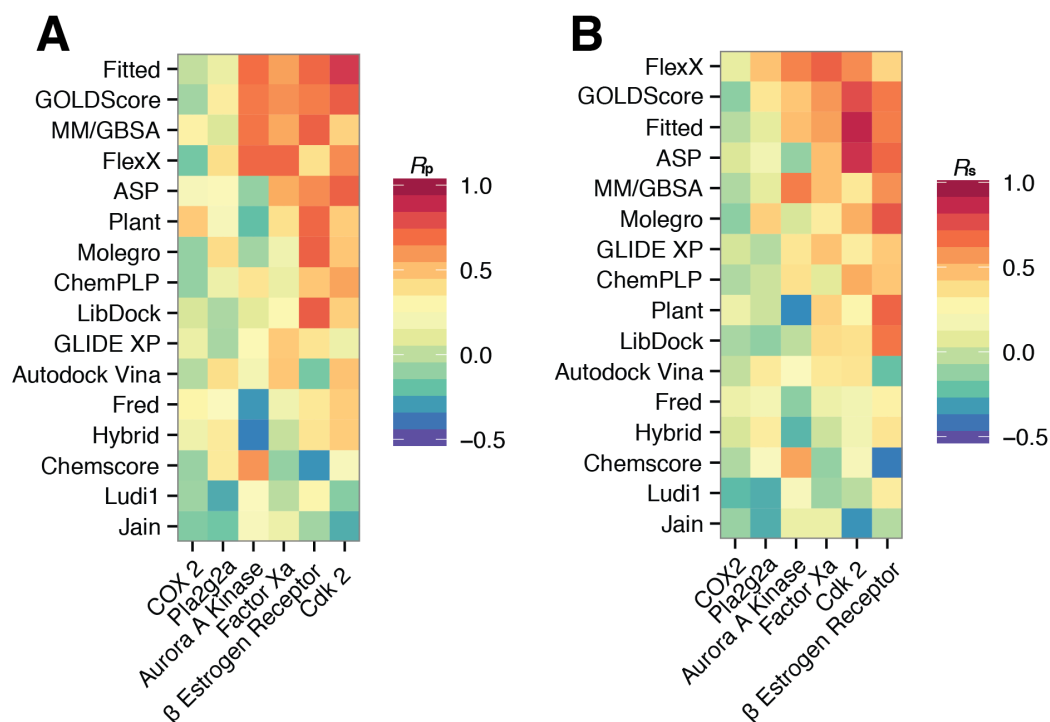 A
Fitted
GOLDScore
MM/GBSA
FlexX
ASP
Plant
Molegro
ChemPLP
LibDock
GLIDE XP
Autodock Vina
Fred
Hybrid
Chemscore
Ludi1
Jain
COX 2
Pla2g2a
Aurora A Kinase
Factor Xa
β Estrogen Receptor
Cdk 2
Rrp
1.0
0.5
0.0
−0.5
B
FlexX
GOLDScore
Fitted
ASP
MM/GBSA
Molegro
GLIDE XP
ChemPLP
Plant
LibDock
Autodock Vina
Fred
Hybrid
Chemscore
Ludi1
Jain
COX2
Pla2g2a
Aurora A Kinase
Factor Xa
Cdk 2
β Estrogen Receptor
Rrs
1.0
0.5
0.0
−0.5